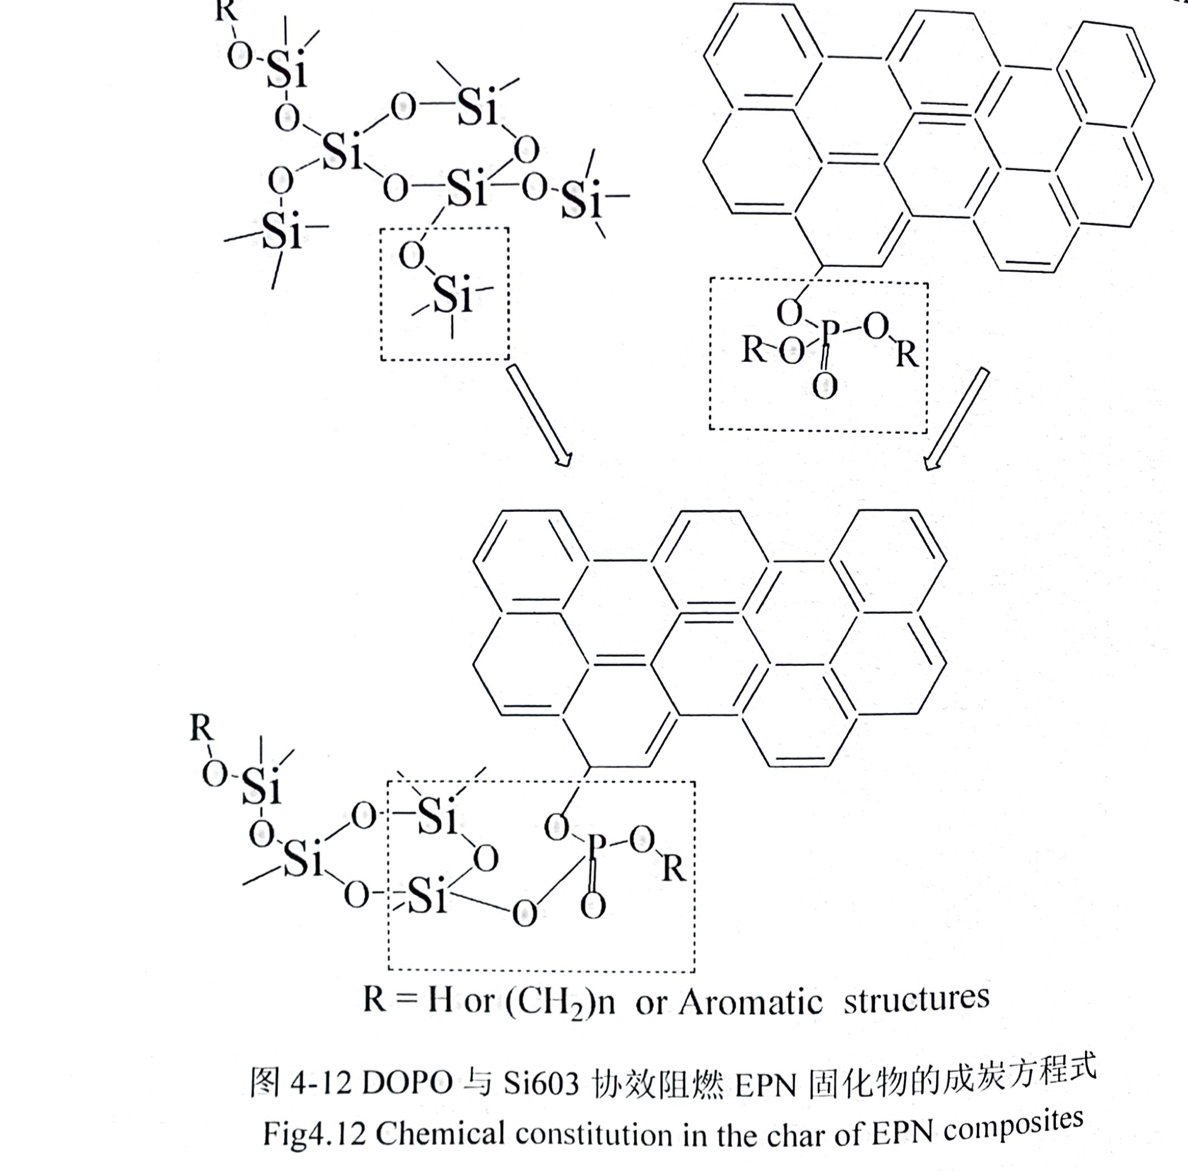 R
O-Si
O
O—Si
Si
O
O
O—Si—O-Si
Si
O
Si
O
R-O
P
O
R
O
R
O-Si
O
O—Si
O
P
O
R
Si
O
O
Si
O
O
R = H or (CH₂)n or Aromatic structures
图 4-12 DOPO 与 Si603 协效阻燃 EPN 固化物的成炭方程式
Fig4.12 Chemical constitution in the char of EPN composites